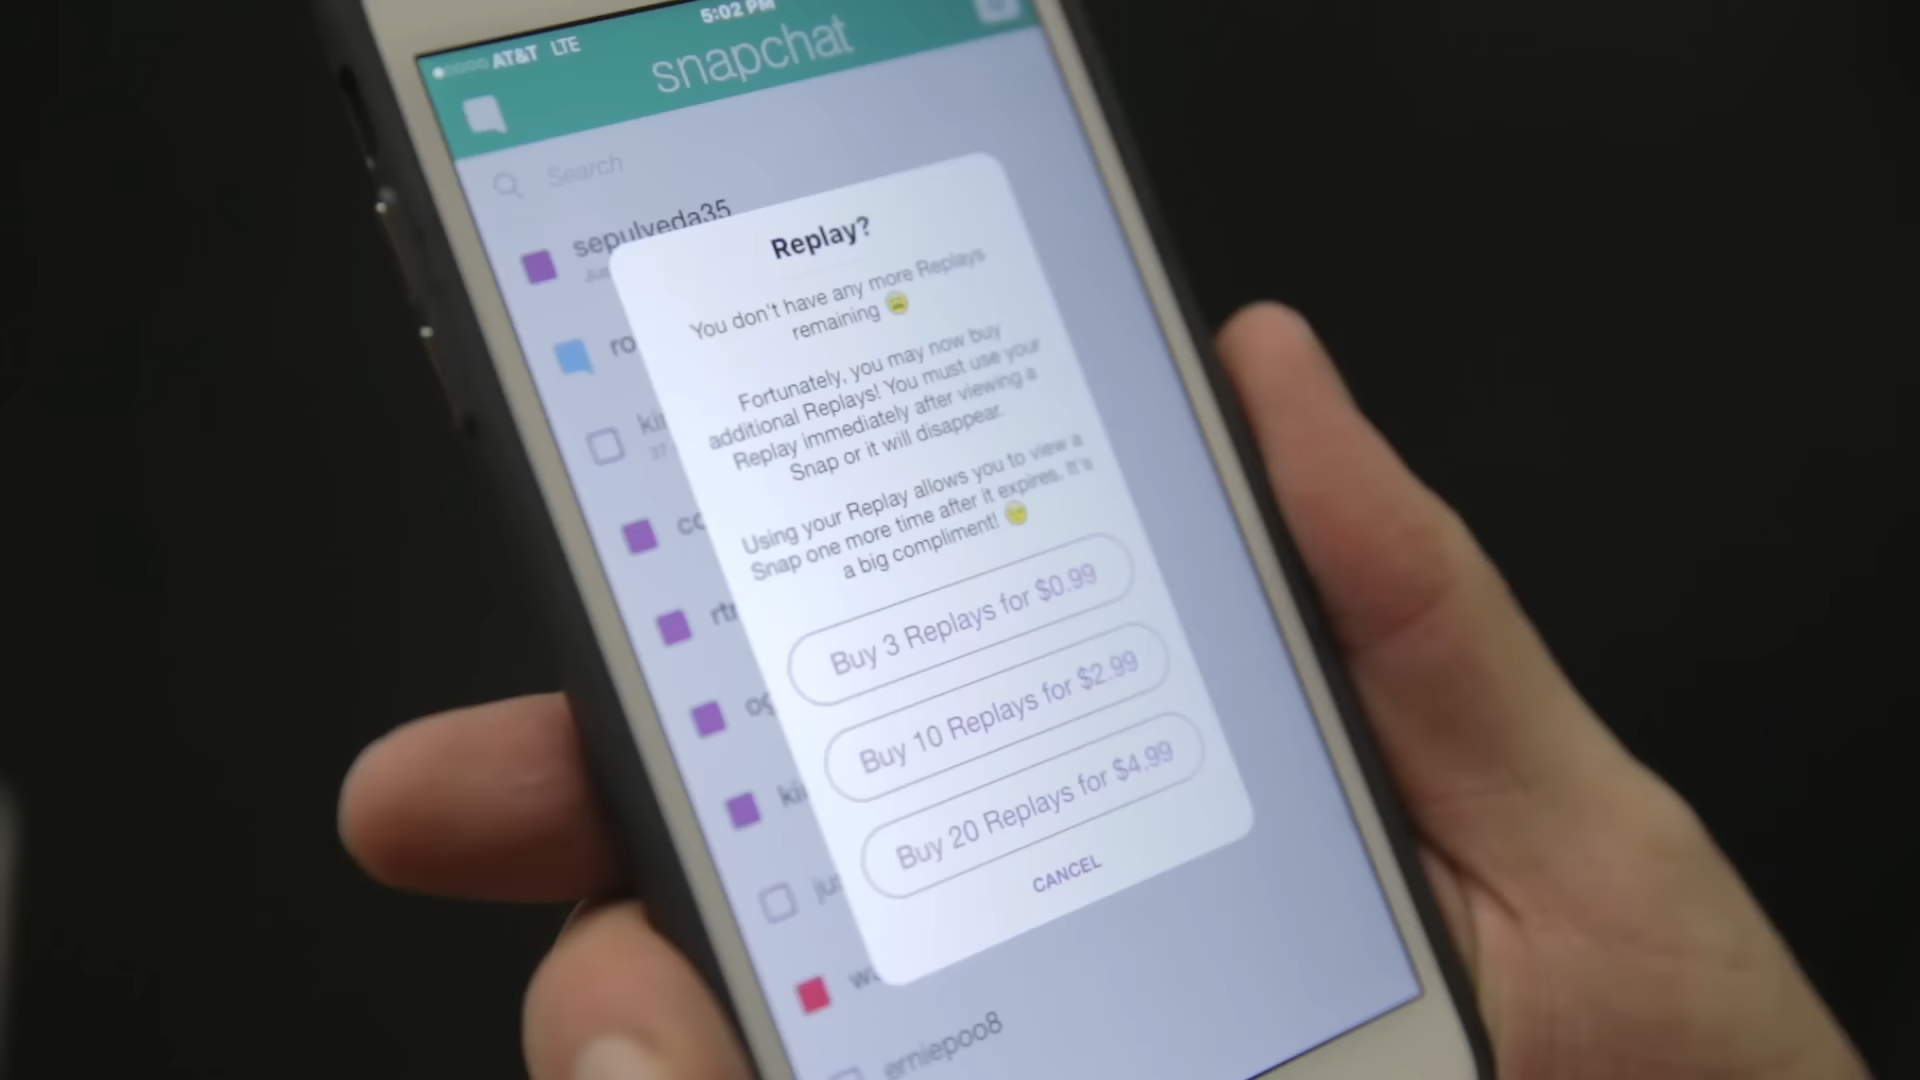 AT&T LTE
5:02 PM
snapchat
Search
sepulveda35
Replay?
You don't have any more Replays
remaining
Fortunately, you may now buy
additional Replays! You must use your
Replay immediately after viewing a
Snap or it will disappear.
Using your Replay allows you to view a
Snap one more time after it expires. It's
a big compliment!
Buy 3 Replays for $0.99
Buy 10 Replays for $2.99
Buy 20 Replays for $4.99
CANCEL
erniepoo8